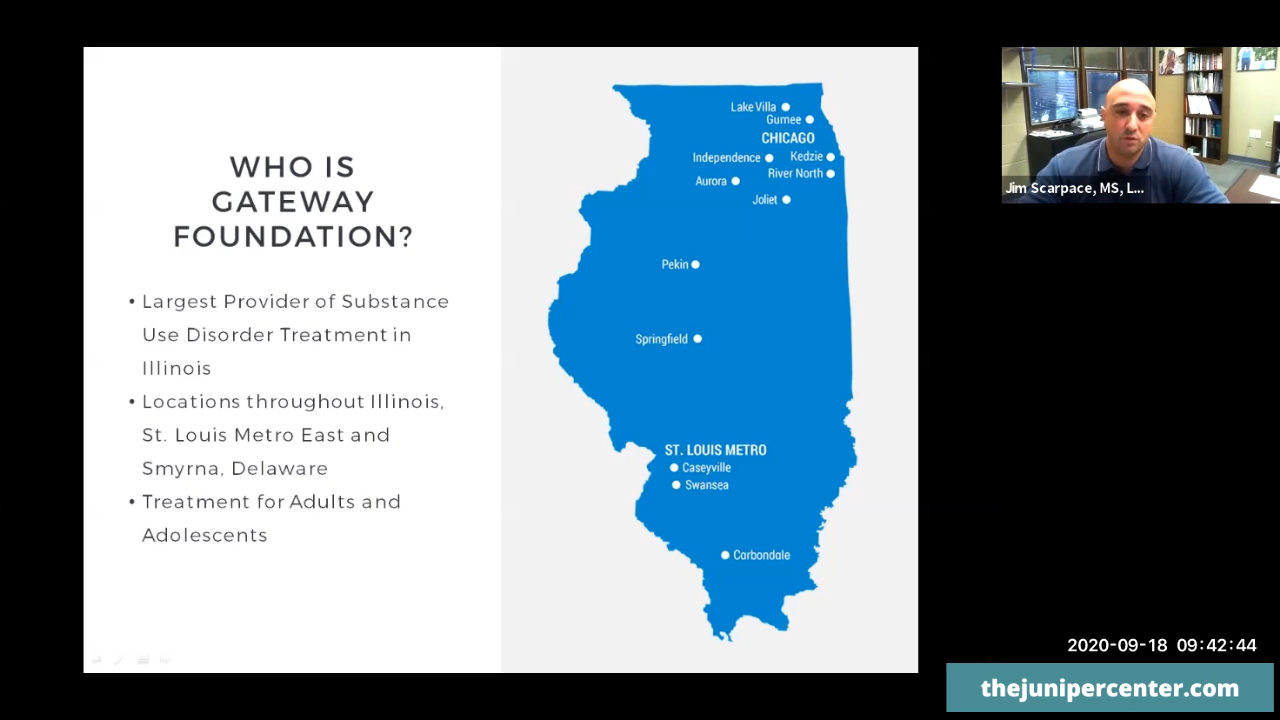 WHO IS
GATEWAY
FOUNDATION?
• Largest Provider of Substance
Use Disorder Treatment in
Illinois
• Locations throughout Illinois,
St. Louis Metro East and
Smyrna, Delaware
• Treatment for Adults and
Adolescents
Lake Villa
Gurnee
CHICAGO
Independence
Kedzie
River North
Aurora
Joliet
Pekin
Springfield
ST. LOUIS METRO
Caseyville
Swansea
Carbondale
Jim Scarpace, MS, L...
2020-09-18 09:42:44
thejunipercenter.com